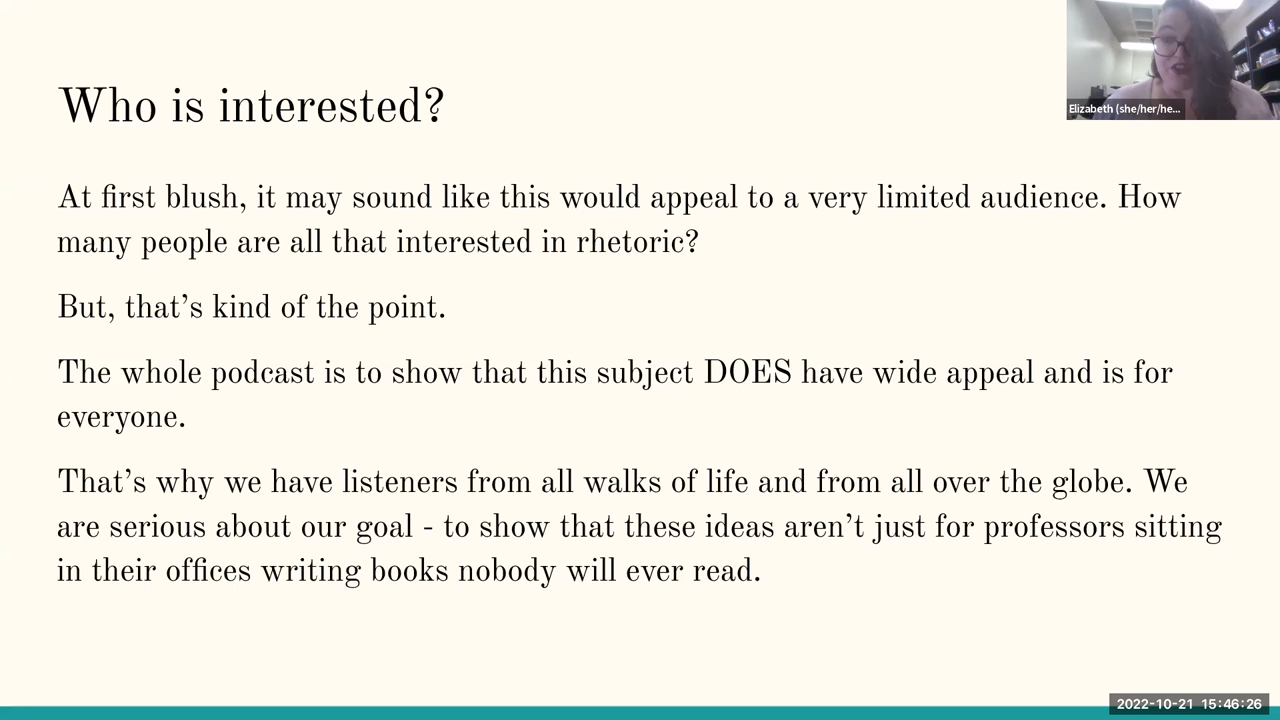 Who is interested?
Elizabeth (she/her/he...
At first blush, it may sound like this would appeal to a very limited audience. How
many people are all that interested in rhetoric?
But, that’s kind of the point.
The whole podcast is to show that this subject DOES have wide appeal and is for
everyone.
That’s why we have listeners from all walks of life and from all over the globe. We
are serious about our goal - to show that these ideas aren’t just for professors sitting
in their offices writing books nobody will ever read.
2022-10-21 15:46:26